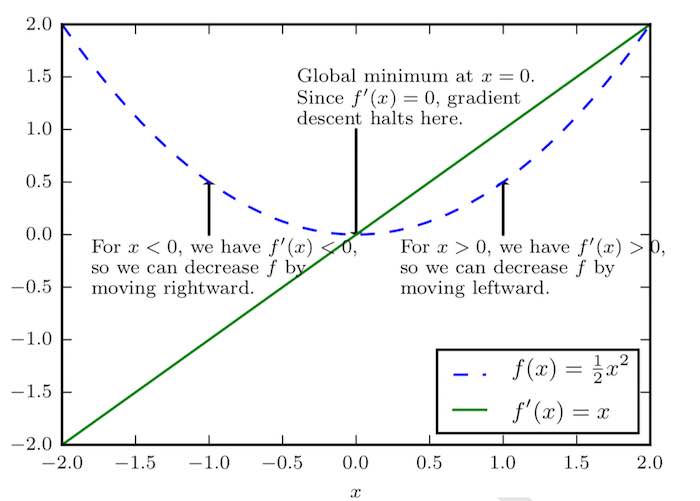 2.0
1.5
1.0
0.5
0.0
−0.5
−1.0
−1.5
−2.0
Global minimum at x = 0.
Since f′(x) = 0, gradient
descent halts here.
For x < 0, we have f′(x) < 0,
so we can decrease f by
moving rightward.
For x > 0, we have f′(x) > 0,
so we can decrease f by
moving leftward.
f(x) = ½x²
f′(x) = x
−2.0 −1.5 −1.0 −0.5 0.0 0.5 1.0 1.5 2.0
x